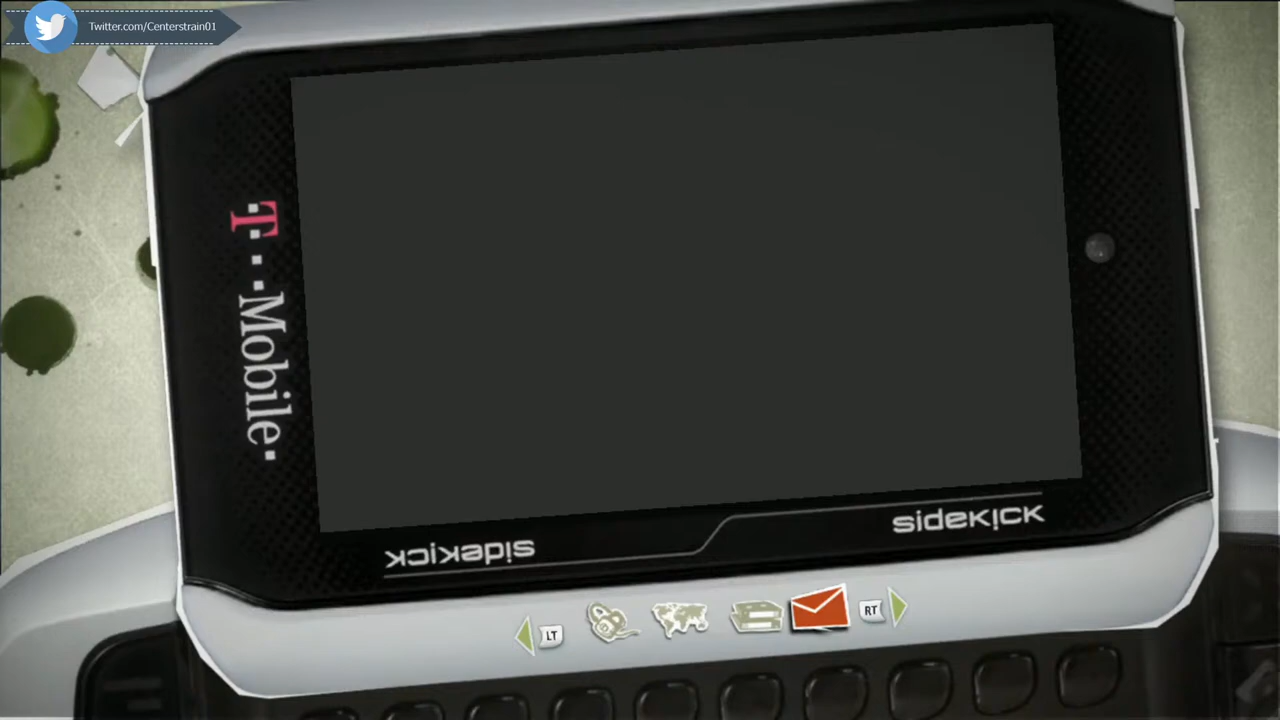 Twitter.com/Centerstrain01
T··Mobile·
sidekick
sidekick
LT
RT